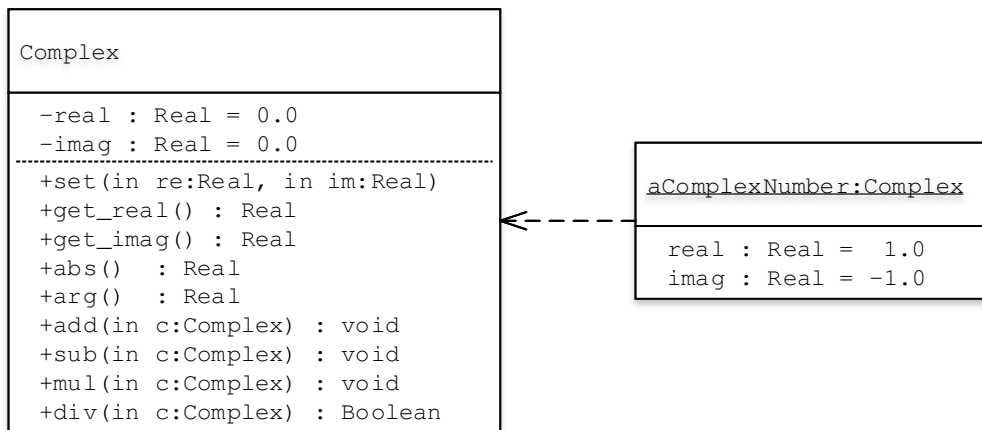 Complex
-real : Real = 0.0
-imag : Real = 0.0
+set(in re:Real, in im:Real)
+get_real() : Real
+get_imag() : Real
+abs()  : Real
+arg()  : Real
+add(in c:Complex) : void
+sub(in c:Complex) : void
+mul(in c:Complex) : void
+div(in c:Complex) : Boolean
aComplexNumber:Complex
real : Real =  1.0
imag : Real = -1.0